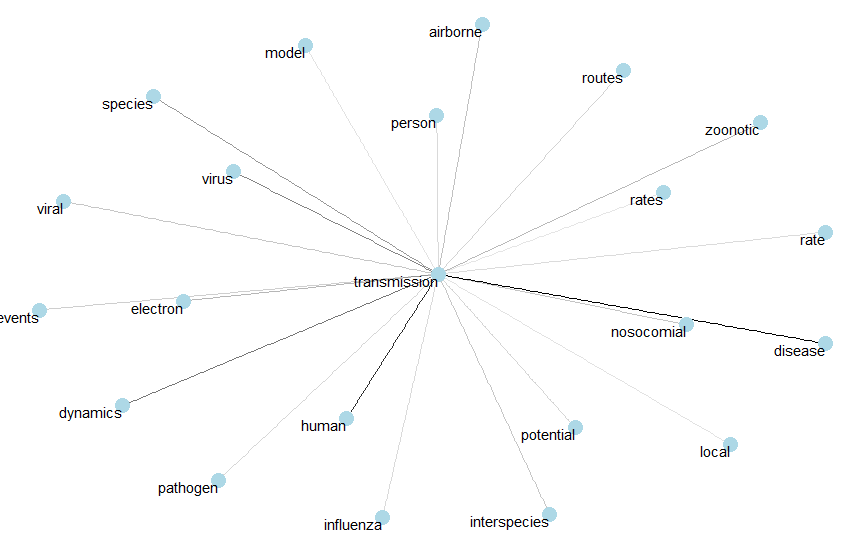 airborne
model
routes
species
person
zoonotic
virus
rates
viral
rate
transmission
events
electron
nosocomial
disease
dynamics
human
potential
local
pathogen
influenza
interspecies